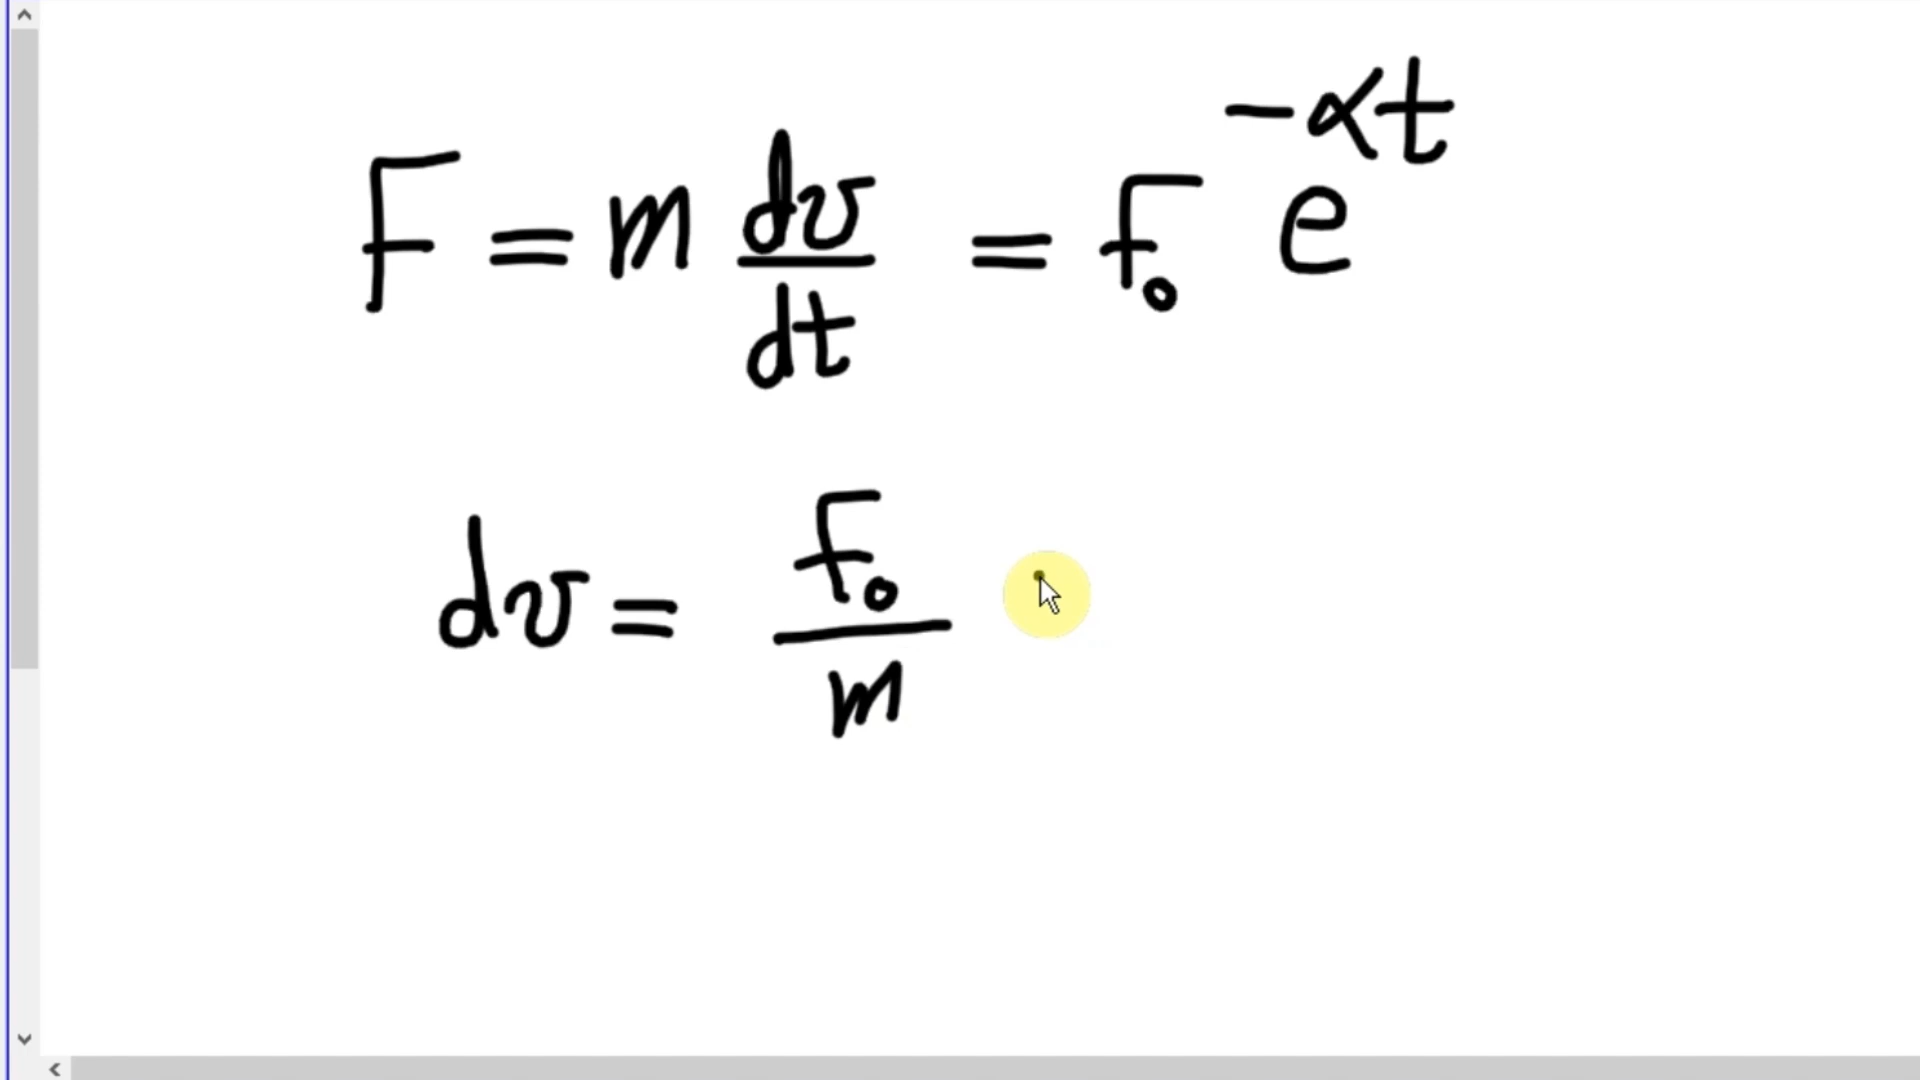 F = m dv/dt = F₀ e^{-αt}
dv = F₀/m